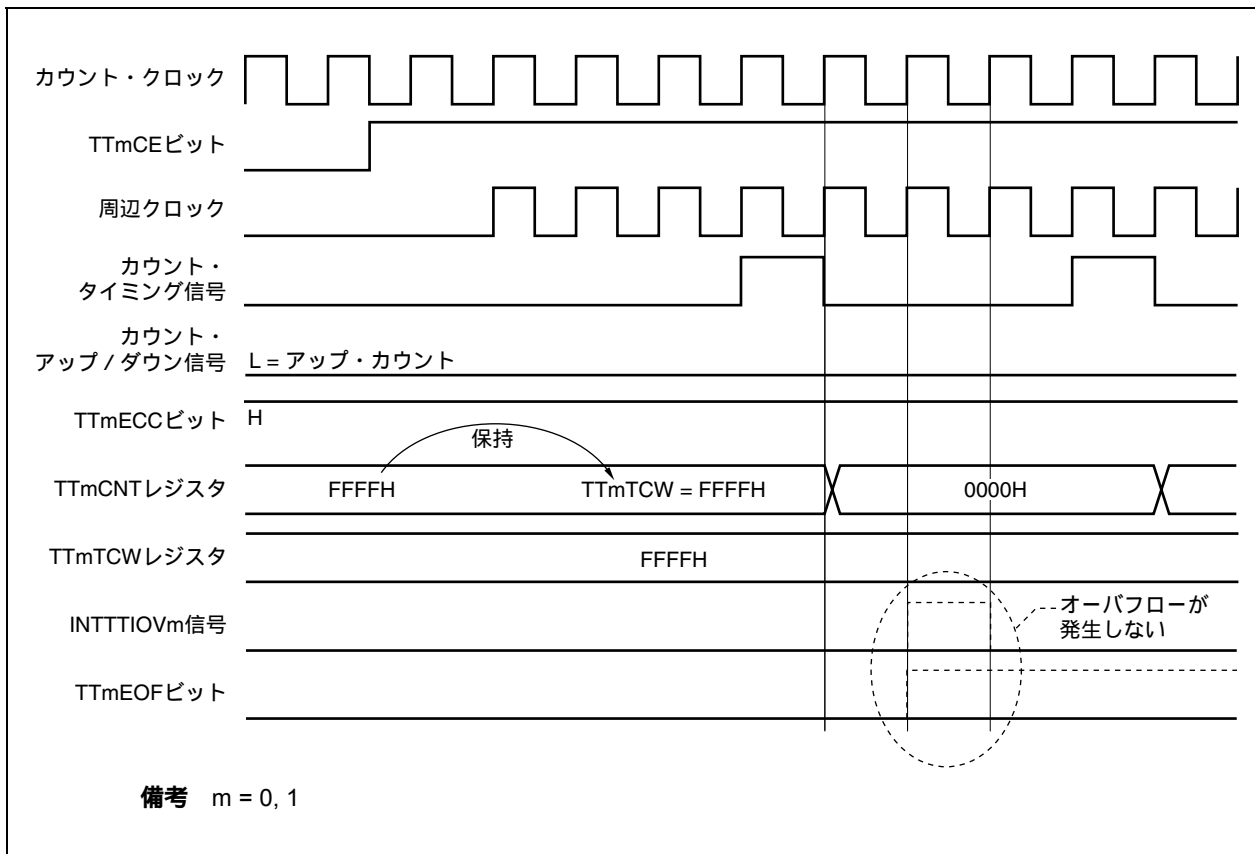 カウント・クロック
TTmCEビット
周辺クロック
カウント・
タイミング信号
カウント・
アップ / ダウン信号
L = アップ・カウント
TTmECCビット
H
保持
TTmCNTレジスタ
FFFFH
TTmTCW = FFFFH
0000H
TTmTCWレジスタ
FFFFH
INTTTIOVm信号
オーバフローが
発生しない
TTmEOFビット
備考 m = 0, 1